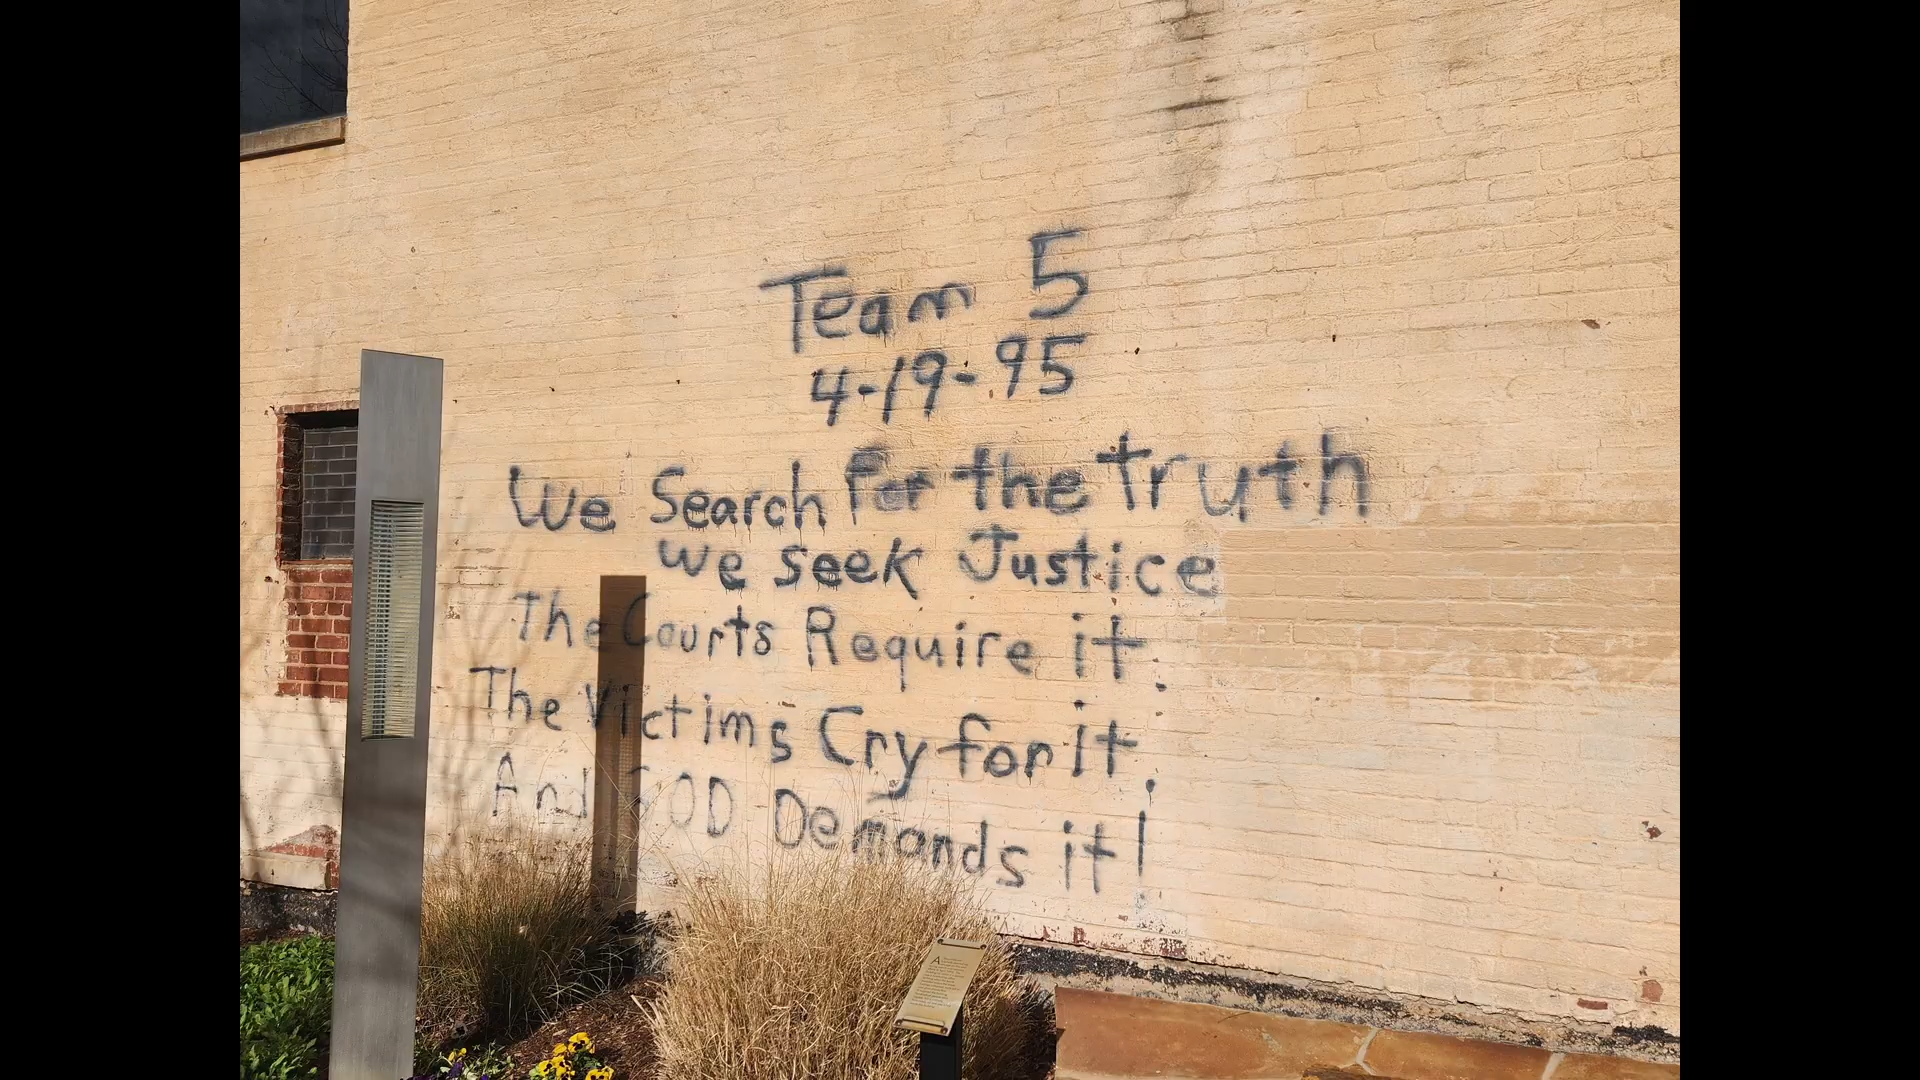 Team 5
4-19-95
We Search for the truth
we seek Justice
The Courts Require it.
The Victims Cry for it.
And GOD Demands it!
A